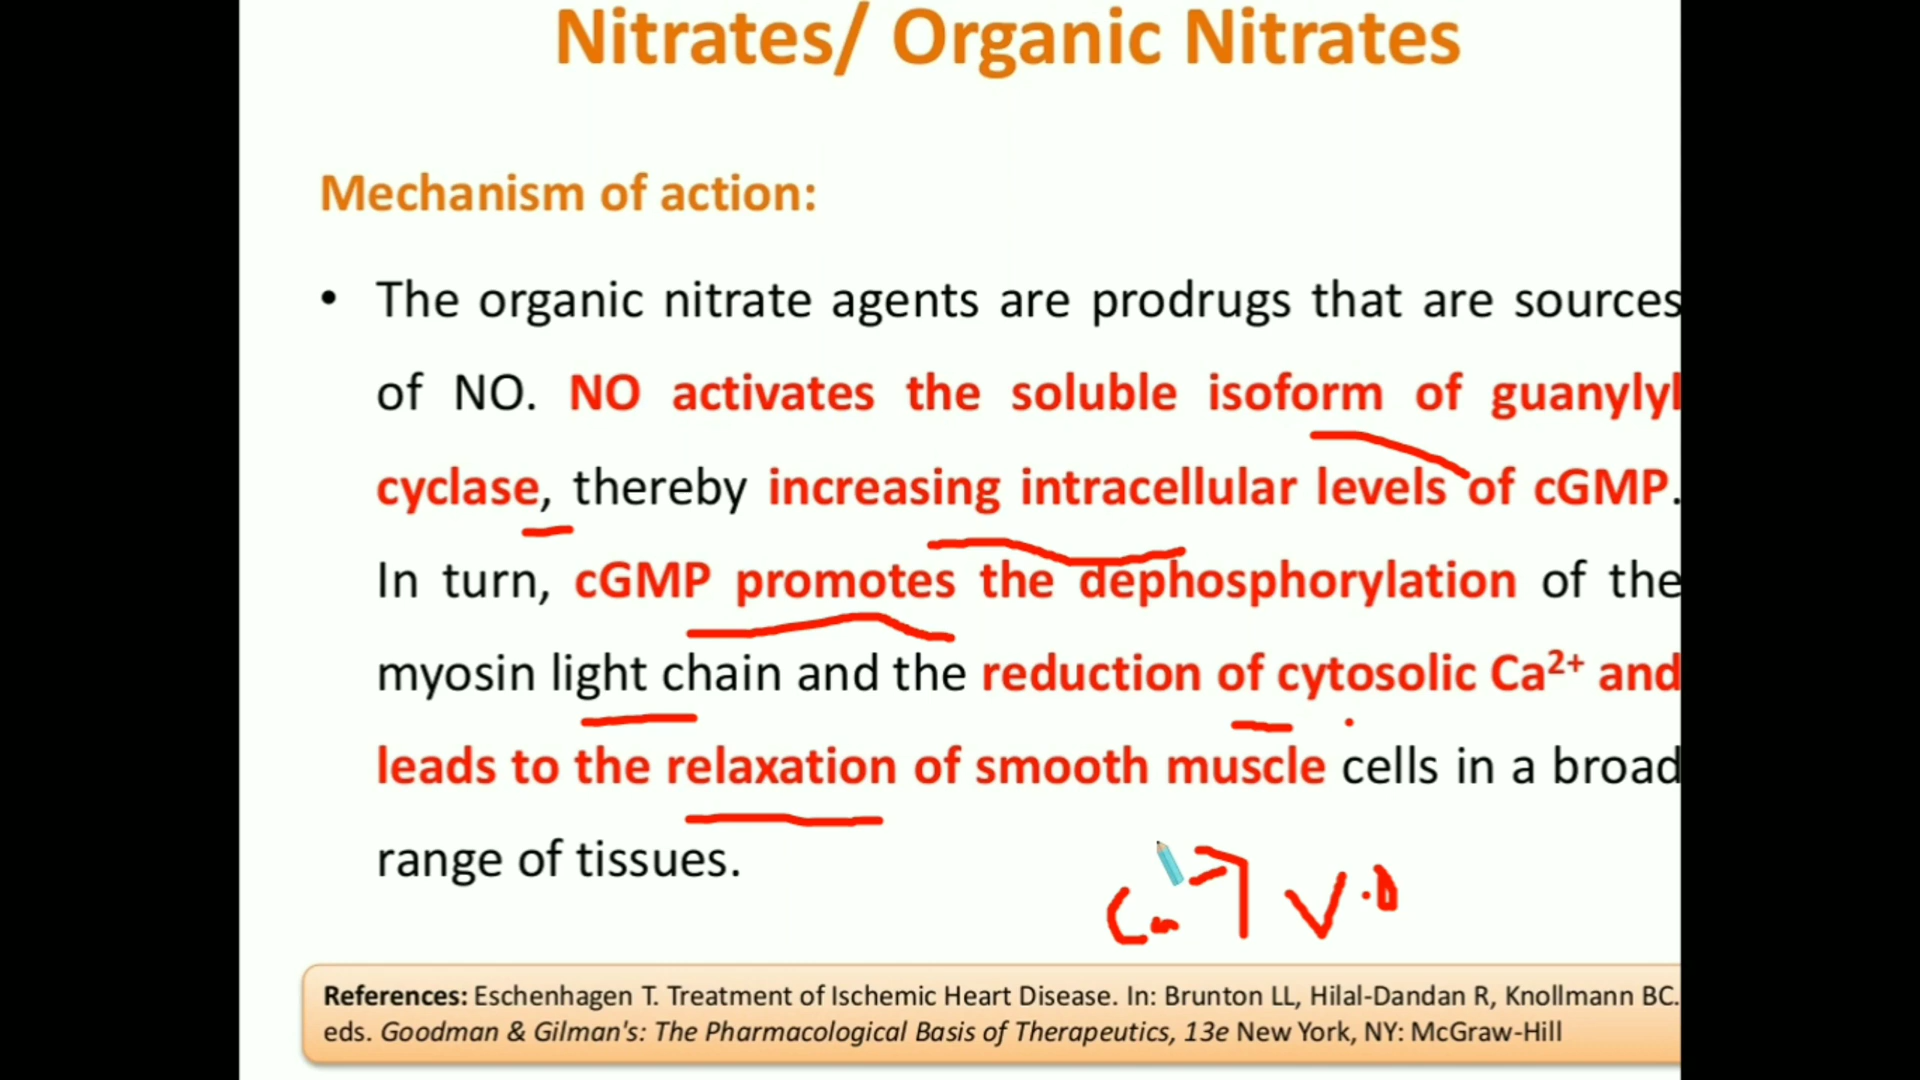 Nitrates/ Organic Nitrates
Mechanism of action:
• The organic nitrate agents are prodrugs that are sources
of NO. NO activates the soluble isoform of guanylyl
cyclase, thereby increasing intracellular levels of cGMP.
In turn, cGMP promotes the dephosphorylation of the
myosin light chain and the reduction of cytosolic Ca²⁺ and
leads to the relaxation of smooth muscle cells in a broad
range of tissues.
Ca V.D
References: Eschenhagen T. Treatment of Ischemic Heart Disease. In: Brunton LL, Hilal-Dandan R, Knollmann BC.
eds. Goodman & Gilman's: The Pharmacological Basis of Therapeutics, 13e New York, NY: McGraw-Hill